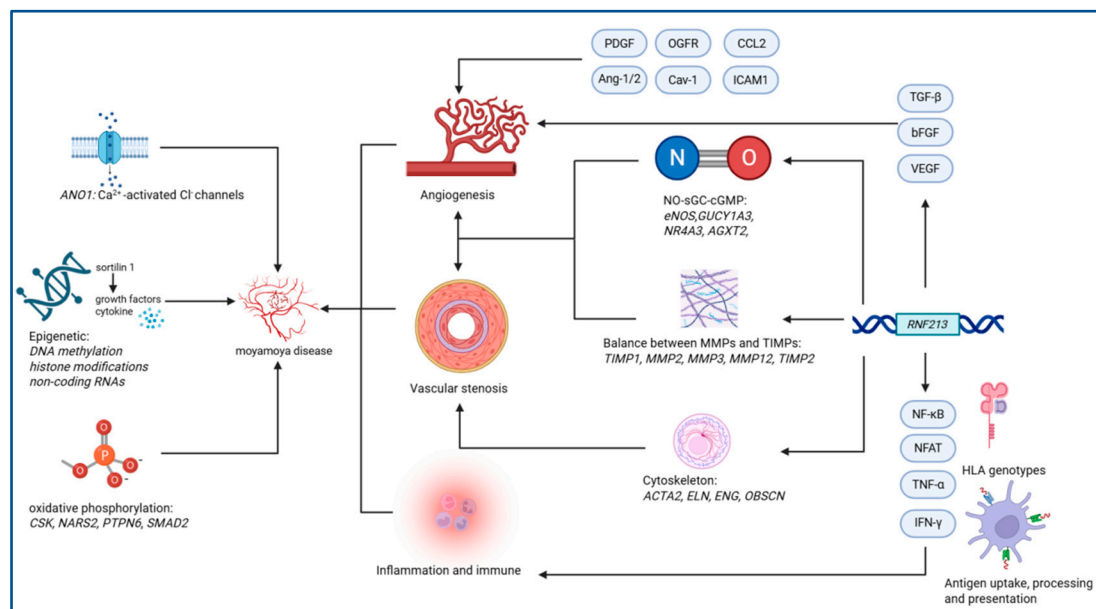 PDGF
OGFR
CCL2
Ang-1/2
Cav-1
ICAM1
TGF-β
bFGF
VEGF
N
O
ANO1: Ca²⁺-activated Cl⁻channels
Angiogenesis
NO-sGC-cGMP:
eNOS,GUCY1A3,
NR4A3, AGXT2,
sortilin 1
growth factors
cytokine
Epigenetic:
DNA methylation
histone modifications
non-coding RNAs
moyamoya disease
RNF213
Balance between MMPs and TIMPs:
TIMP1, MMP2, MMP3, MMP12, TIMP2
Vascular stenosis
O
P
O
O⁻
O⁻
oxidative phosphorylation:
CSK, NARS2, PTPN6, SMAD2
Cytoskeleton:
ACTA2, ELN, ENG, OBSCN
NF-κB
NFAT
TNF-α
IFN-γ
HLA genotypes
Inflammation and immune
Antigen uptake, processing
and presentation